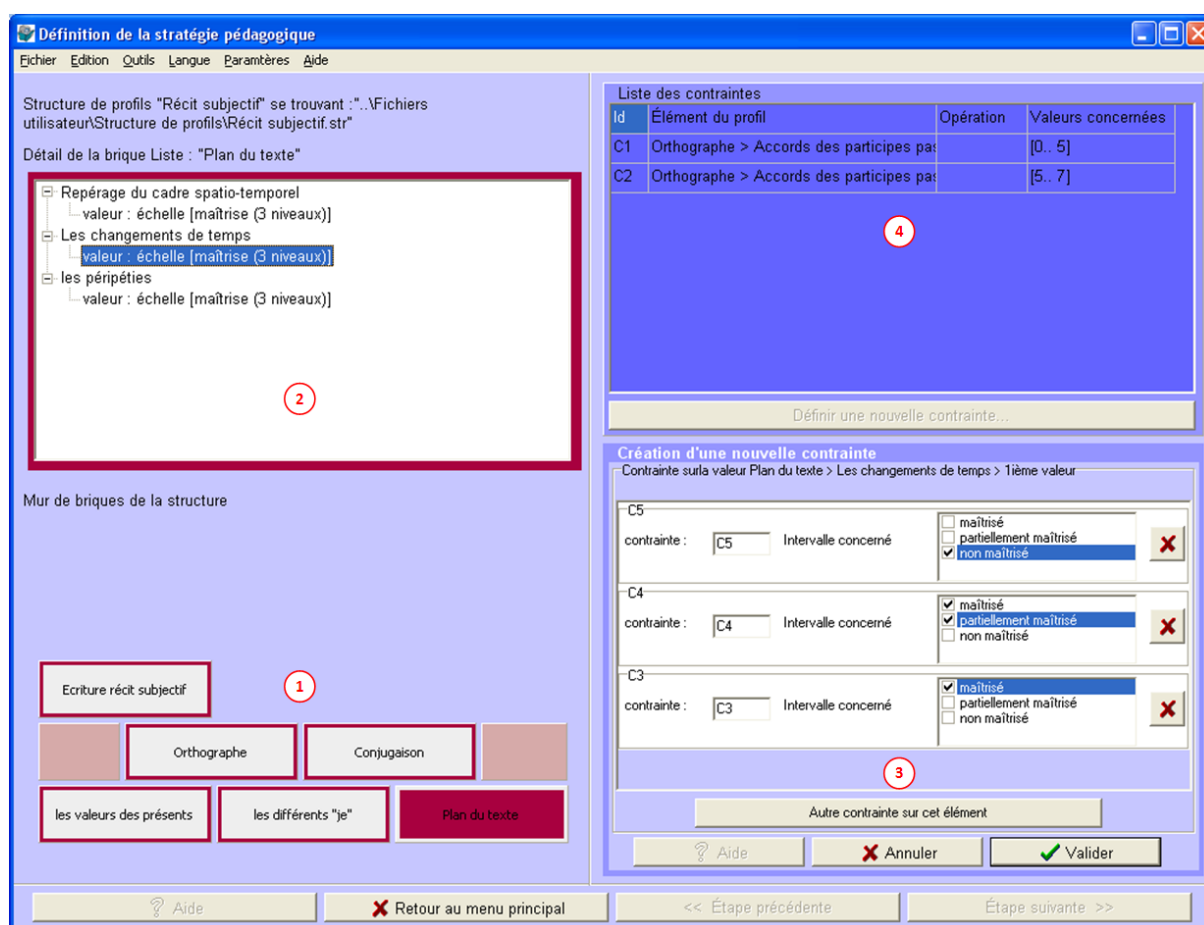 Définition de la stratégie pédagogique
Fichier Edition Outils Langue Paramtères Aide
Structure de profils "Récit subjectif" se trouvant :"..\Fichiers
utilisateur\Structure de profils\Récit subjectif.str"
Détail de la brique Liste : "Plan du texte"
Repérage du cadre spatio-temporel
valeur : échelle [maîtrise (3 niveaux)]
Les changements de temps
valeur : échelle [maîtrise (3 niveaux)]
les péripéties
valeur : échelle [maîtrise (3 niveaux)]
2
Mur de briques de la structure
Ecriture récit subjectif
1
Orthographe Conjugaison
les valeurs des présents les différents "je" Plan du texte
Liste des contraintes
Id Élément du profil Opération Valeurs concernées
C1 Orthographe > Accords des participes pas [0.. 5]
C2 Orthographe > Accords des participes pas [5.. 7]
4
Définir une nouvelle contrainte...
Création d'une nouvelle contrainte
Contrainte surla valeur Plan du texte > Les changements de temps > 1ième valeur
C5
contrainte : C5 Intervalle concerné
maîtrisé
partiellement maîtrisé
non maîtrisé
C4
contrainte : C4 Intervalle concerné
maîtrisé
partiellement maîtrisé
non maîtrisé
C3
contrainte : C3 Intervalle concerné
maîtrisé
partiellement maîtrisé
non maîtrisé
3
Autre contrainte sur cet élément
Aide Annuler Valider
Aide Retour au menu principal << Étape précédente Étape suivante >>